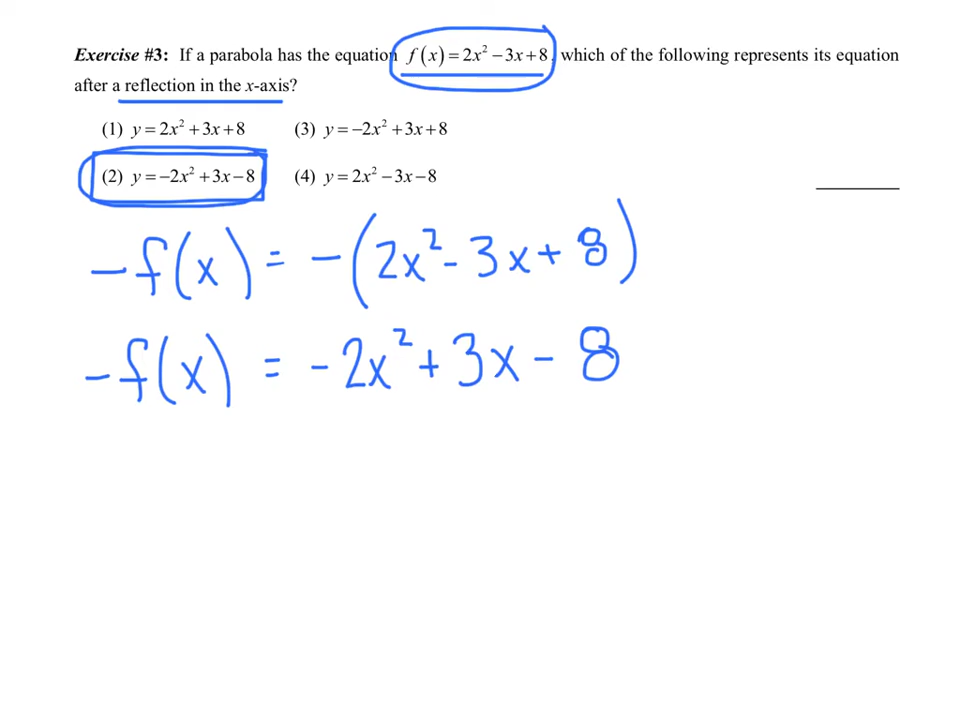 Exercise #3: If a parabola has the equation f(x) = 2x² − 3x + 8, which of the following represents its equation
after a reflection in the x-axis?
(1) y = 2x² + 3x + 8 (3) y = −2x² + 3x + 8
(2) y = −2x² + 3x − 8 (4) y = 2x² − 3x − 8
−f(x) = −(2x² − 3x + 8)
−f(x) = −2x² + 3x − 8